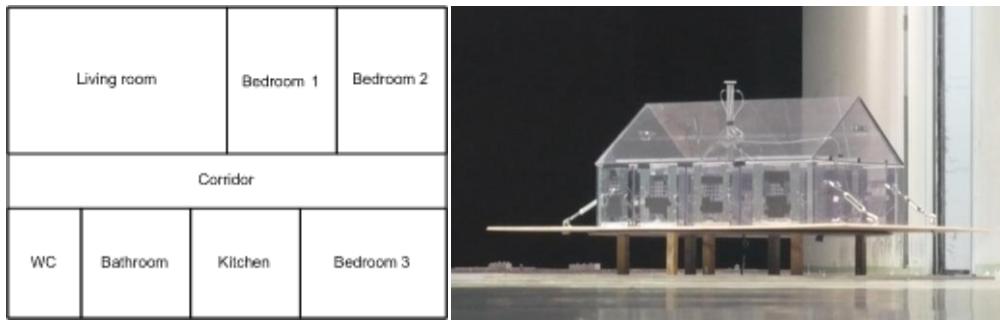 Living room
Bedroom 1
Bedroom 2
Corridor
WC
Bathroom
Kitchen
Bedroom 3